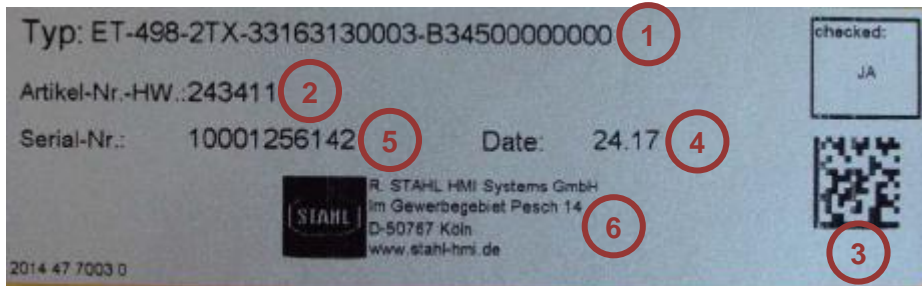 Typ: ET-498-2TX-33163130003-B34500000000 1
checked:
JA
Artikel-Nr.-HW.:243411 2
Serial-Nr.: 10001256142 5 Date: 24.17 4
STAHL
R. STAHL HMI Systems GmbH
Im Gewerbegebiet Pesch 14
D-50767 Köln
www.stahl-hmi.de
6
3
2014 47 7003 0